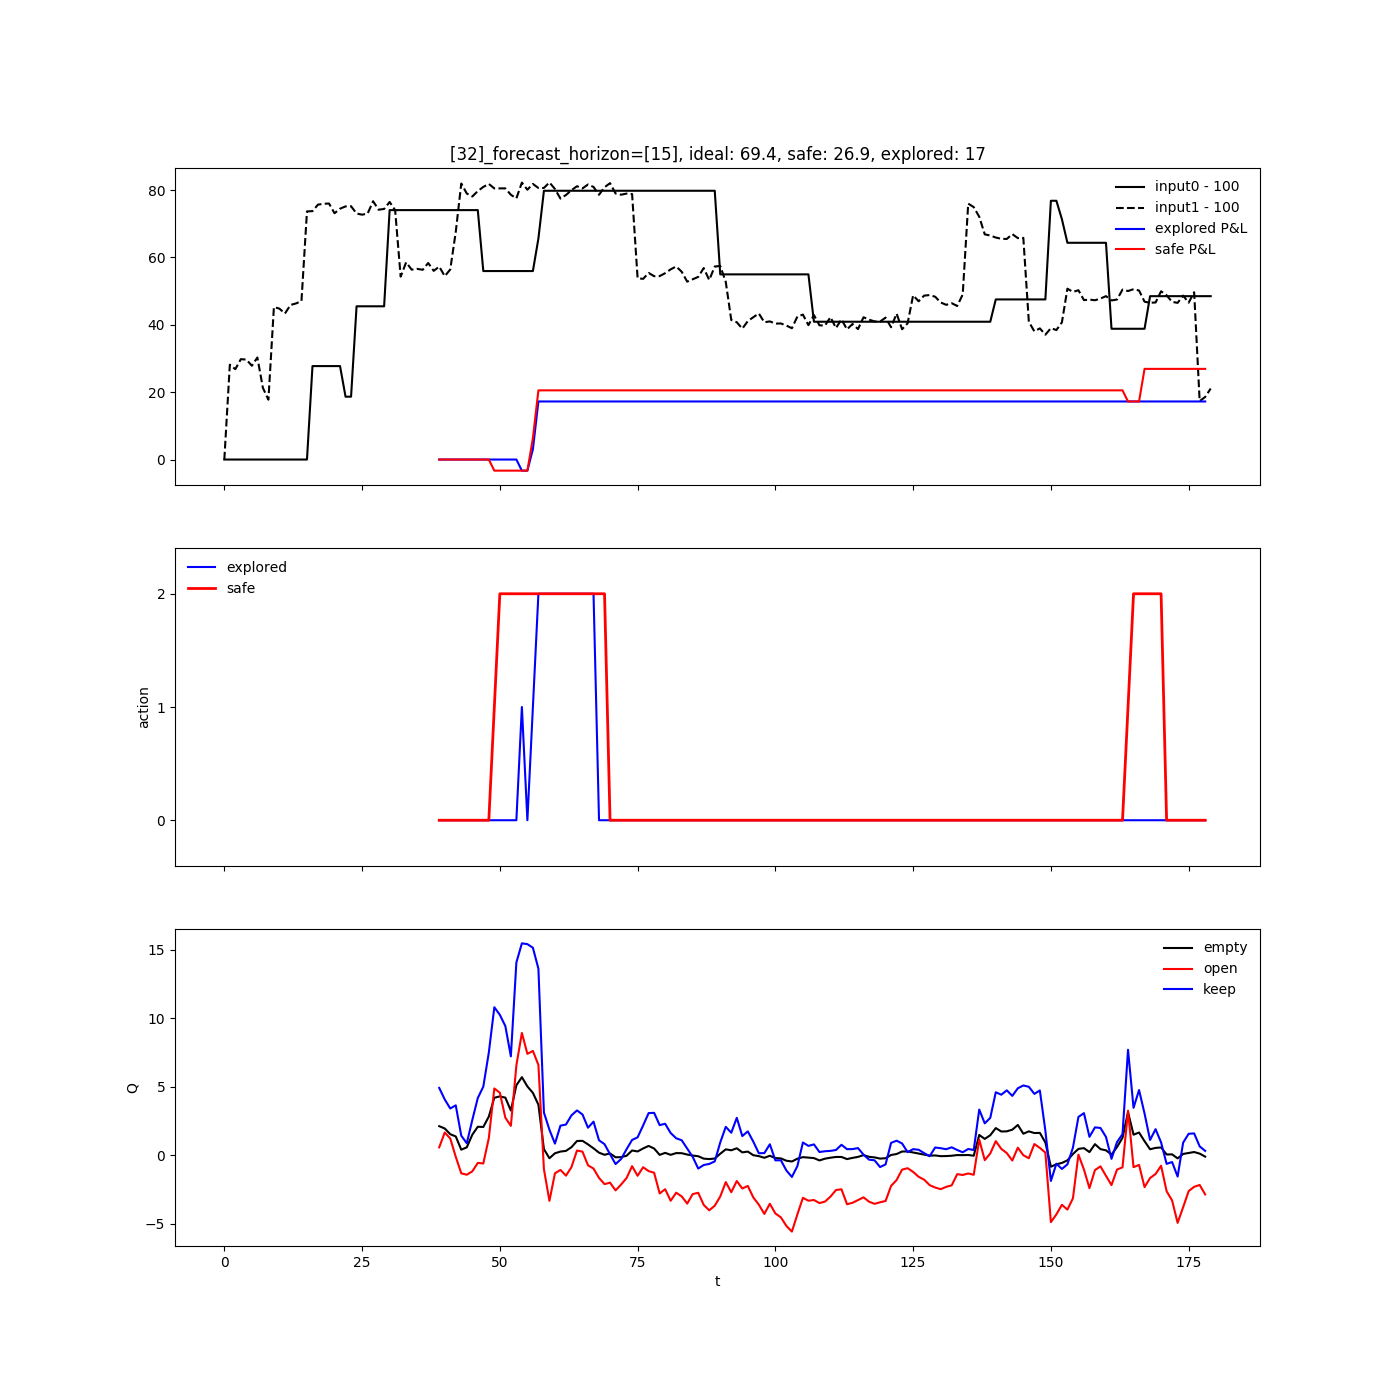 [32]_forecast_horizon=[15], ideal: 69.4, safe: 26.9, explored: 17
80
60
40
20
0
input0 - 100
input1 - 100
explored P&L
safe P&L
explored
safe
action
2
1
0
empty
open
keep
Q
15
10
5
0
−5
0 25 50 75 100 125 150 175
t